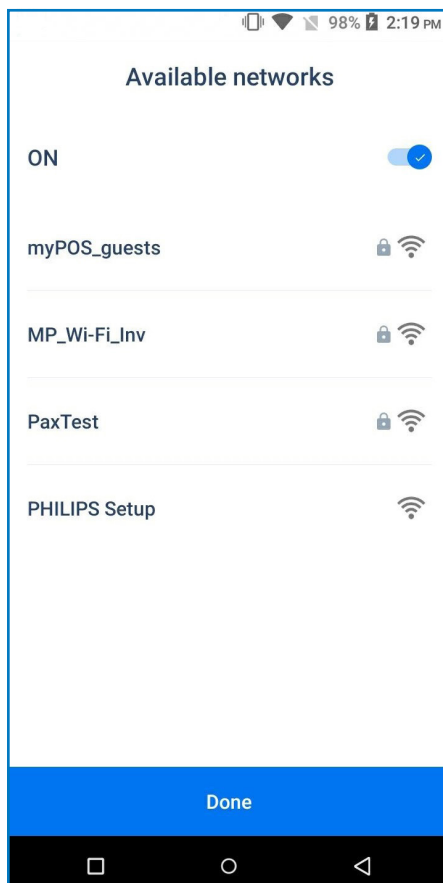 98% 2:19 PM
Available networks
ON
myPOS_guests
MP_Wi-Fi_Inv
PaxTest
PHILIPS Setup
Done